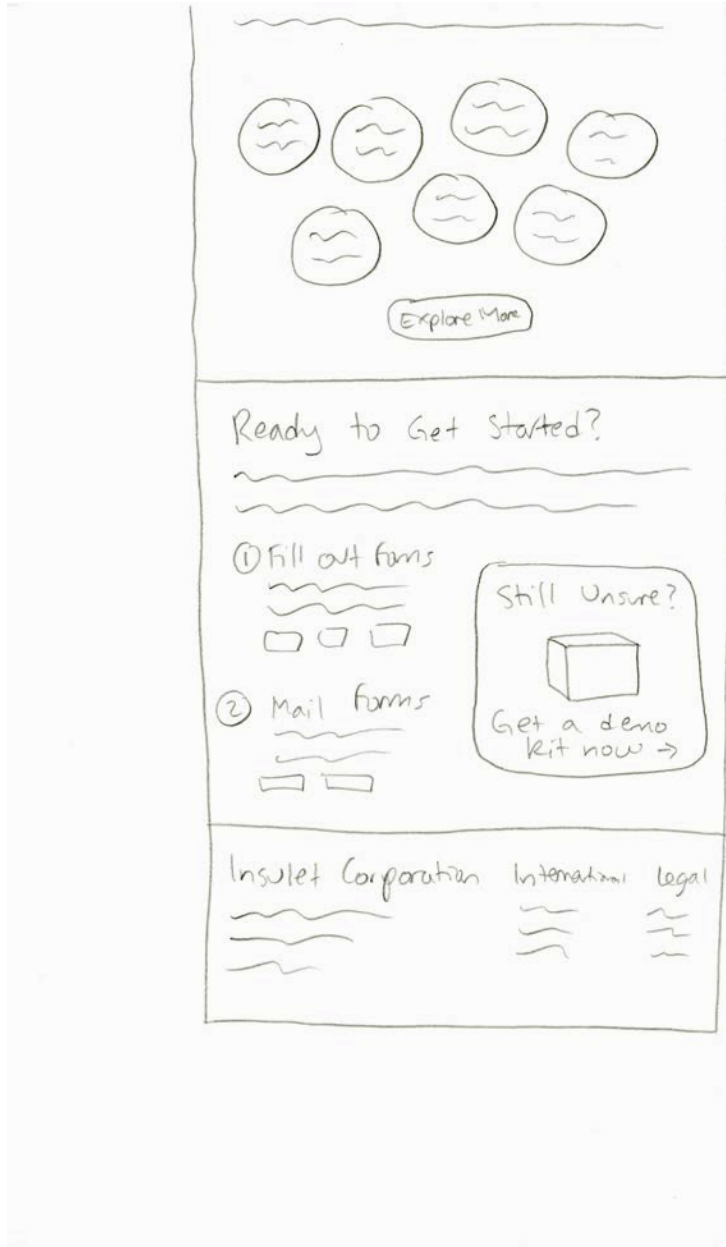 Explore More
Ready to Get Started?
① Fill out forms
Still Unsure?
② Mail forms
Get a demo
kit now →
Insulet Corporation International Legal